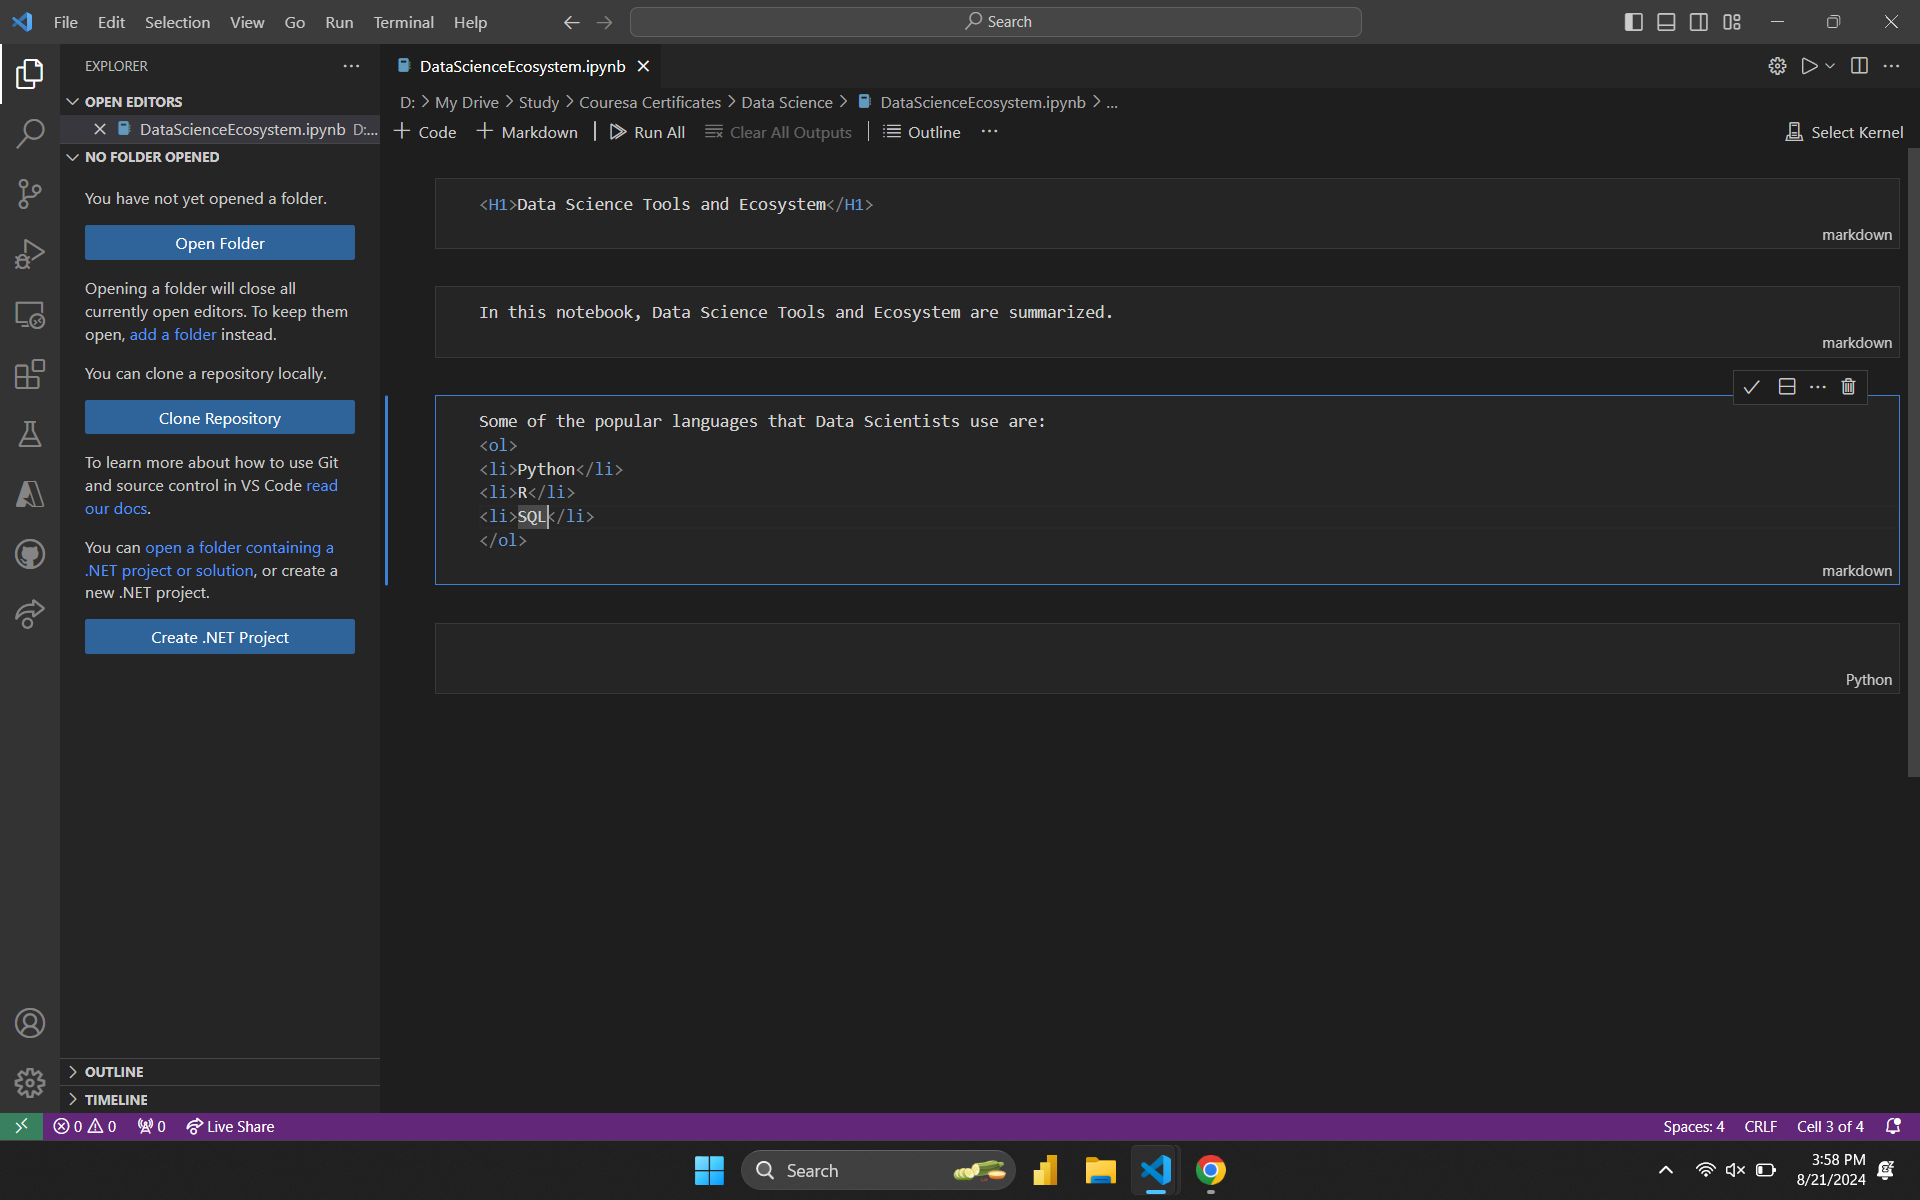 File Edit Selection View Go Run Terminal Help
Search
EXPLORER
OPEN EDITORS
DataScienceEcosystem.ipynb D:...
NO FOLDER OPENED
You have not yet opened a folder.
Open Folder
Opening a folder will close all
currently open editors. To keep them
open, add a folder instead.
You can clone a repository locally.
Clone Repository
To learn more about how to use Git
and source control in VS Code read
our docs.
You can open a folder containing a
.NET project or solution, or create a
new .NET project.
Create .NET Project
OUTLINE
TIMELINE
DataScienceEcosystem.ipynb
D: > My Drive > Study > Couresa Certificates > Data Science > DataScienceEcosystem.ipynb > ...
+ Code + Markdown | Run All Clear All Outputs | Outline ...
Select Kernel
<H1>Data Science Tools and Ecosystem</H1>
markdown
In this notebook, Data Science Tools and Ecosystem are summarized.
markdown
Some of the popular languages that Data Scientists use are:
<ol>
<li>Python</li>
<li>R</li>
<li>SQL</li>
</ol>
markdown
Python
0 0 0 Live Share
Spaces: 4 CRLF Cell 3 of 4
Search
3:58 PM
8/21/2024